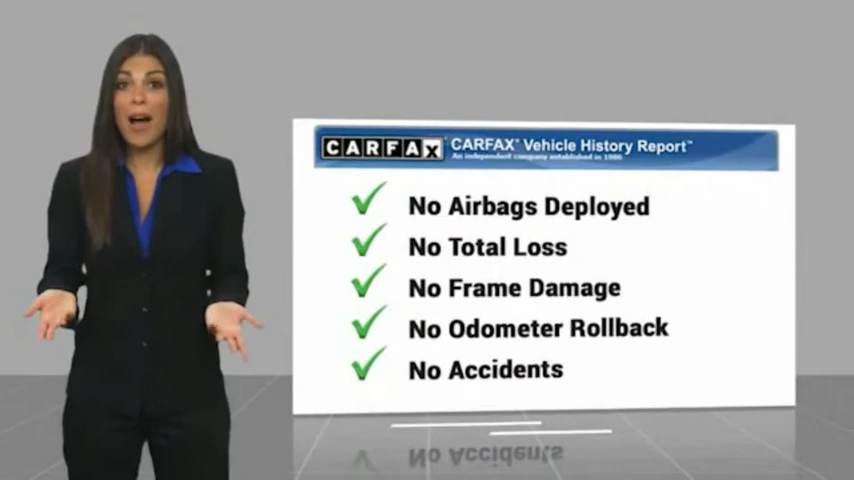 CARFAX CARFAX® Vehicle History Report™
An independent company established in 1986
No Airbags Deployed
No Total Loss
No Frame Damage
No Odometer Rollback
No Accidents
No Accidents